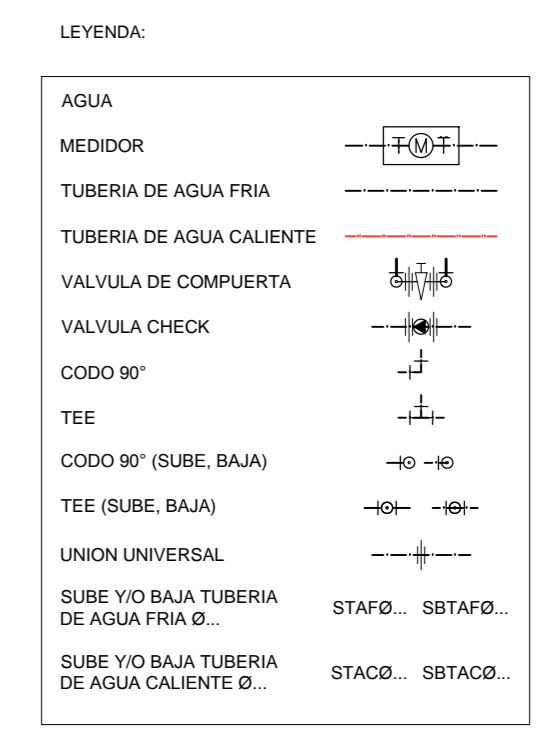 LEYENDA:
AGUA
MEDIDOR M
TUBERIA DE AGUA FRIA
TUBERIA DE AGUA CALIENTE
VALVULA DE COMPUERTA
VALVULA CHECK
CODO 90°
TEE
CODO 90° (SUBE, BAJA)
TEE (SUBE, BAJA)
UNION UNIVERSAL
SUBE Y/O BAJA TUBERIA
DE AGUA FRIA Ø...
STAFØ... SBTAFØ...
SUBE Y/O BAJA TUBERIA
DE AGUA CALIENTE Ø...
STACØ... SBTACØ...